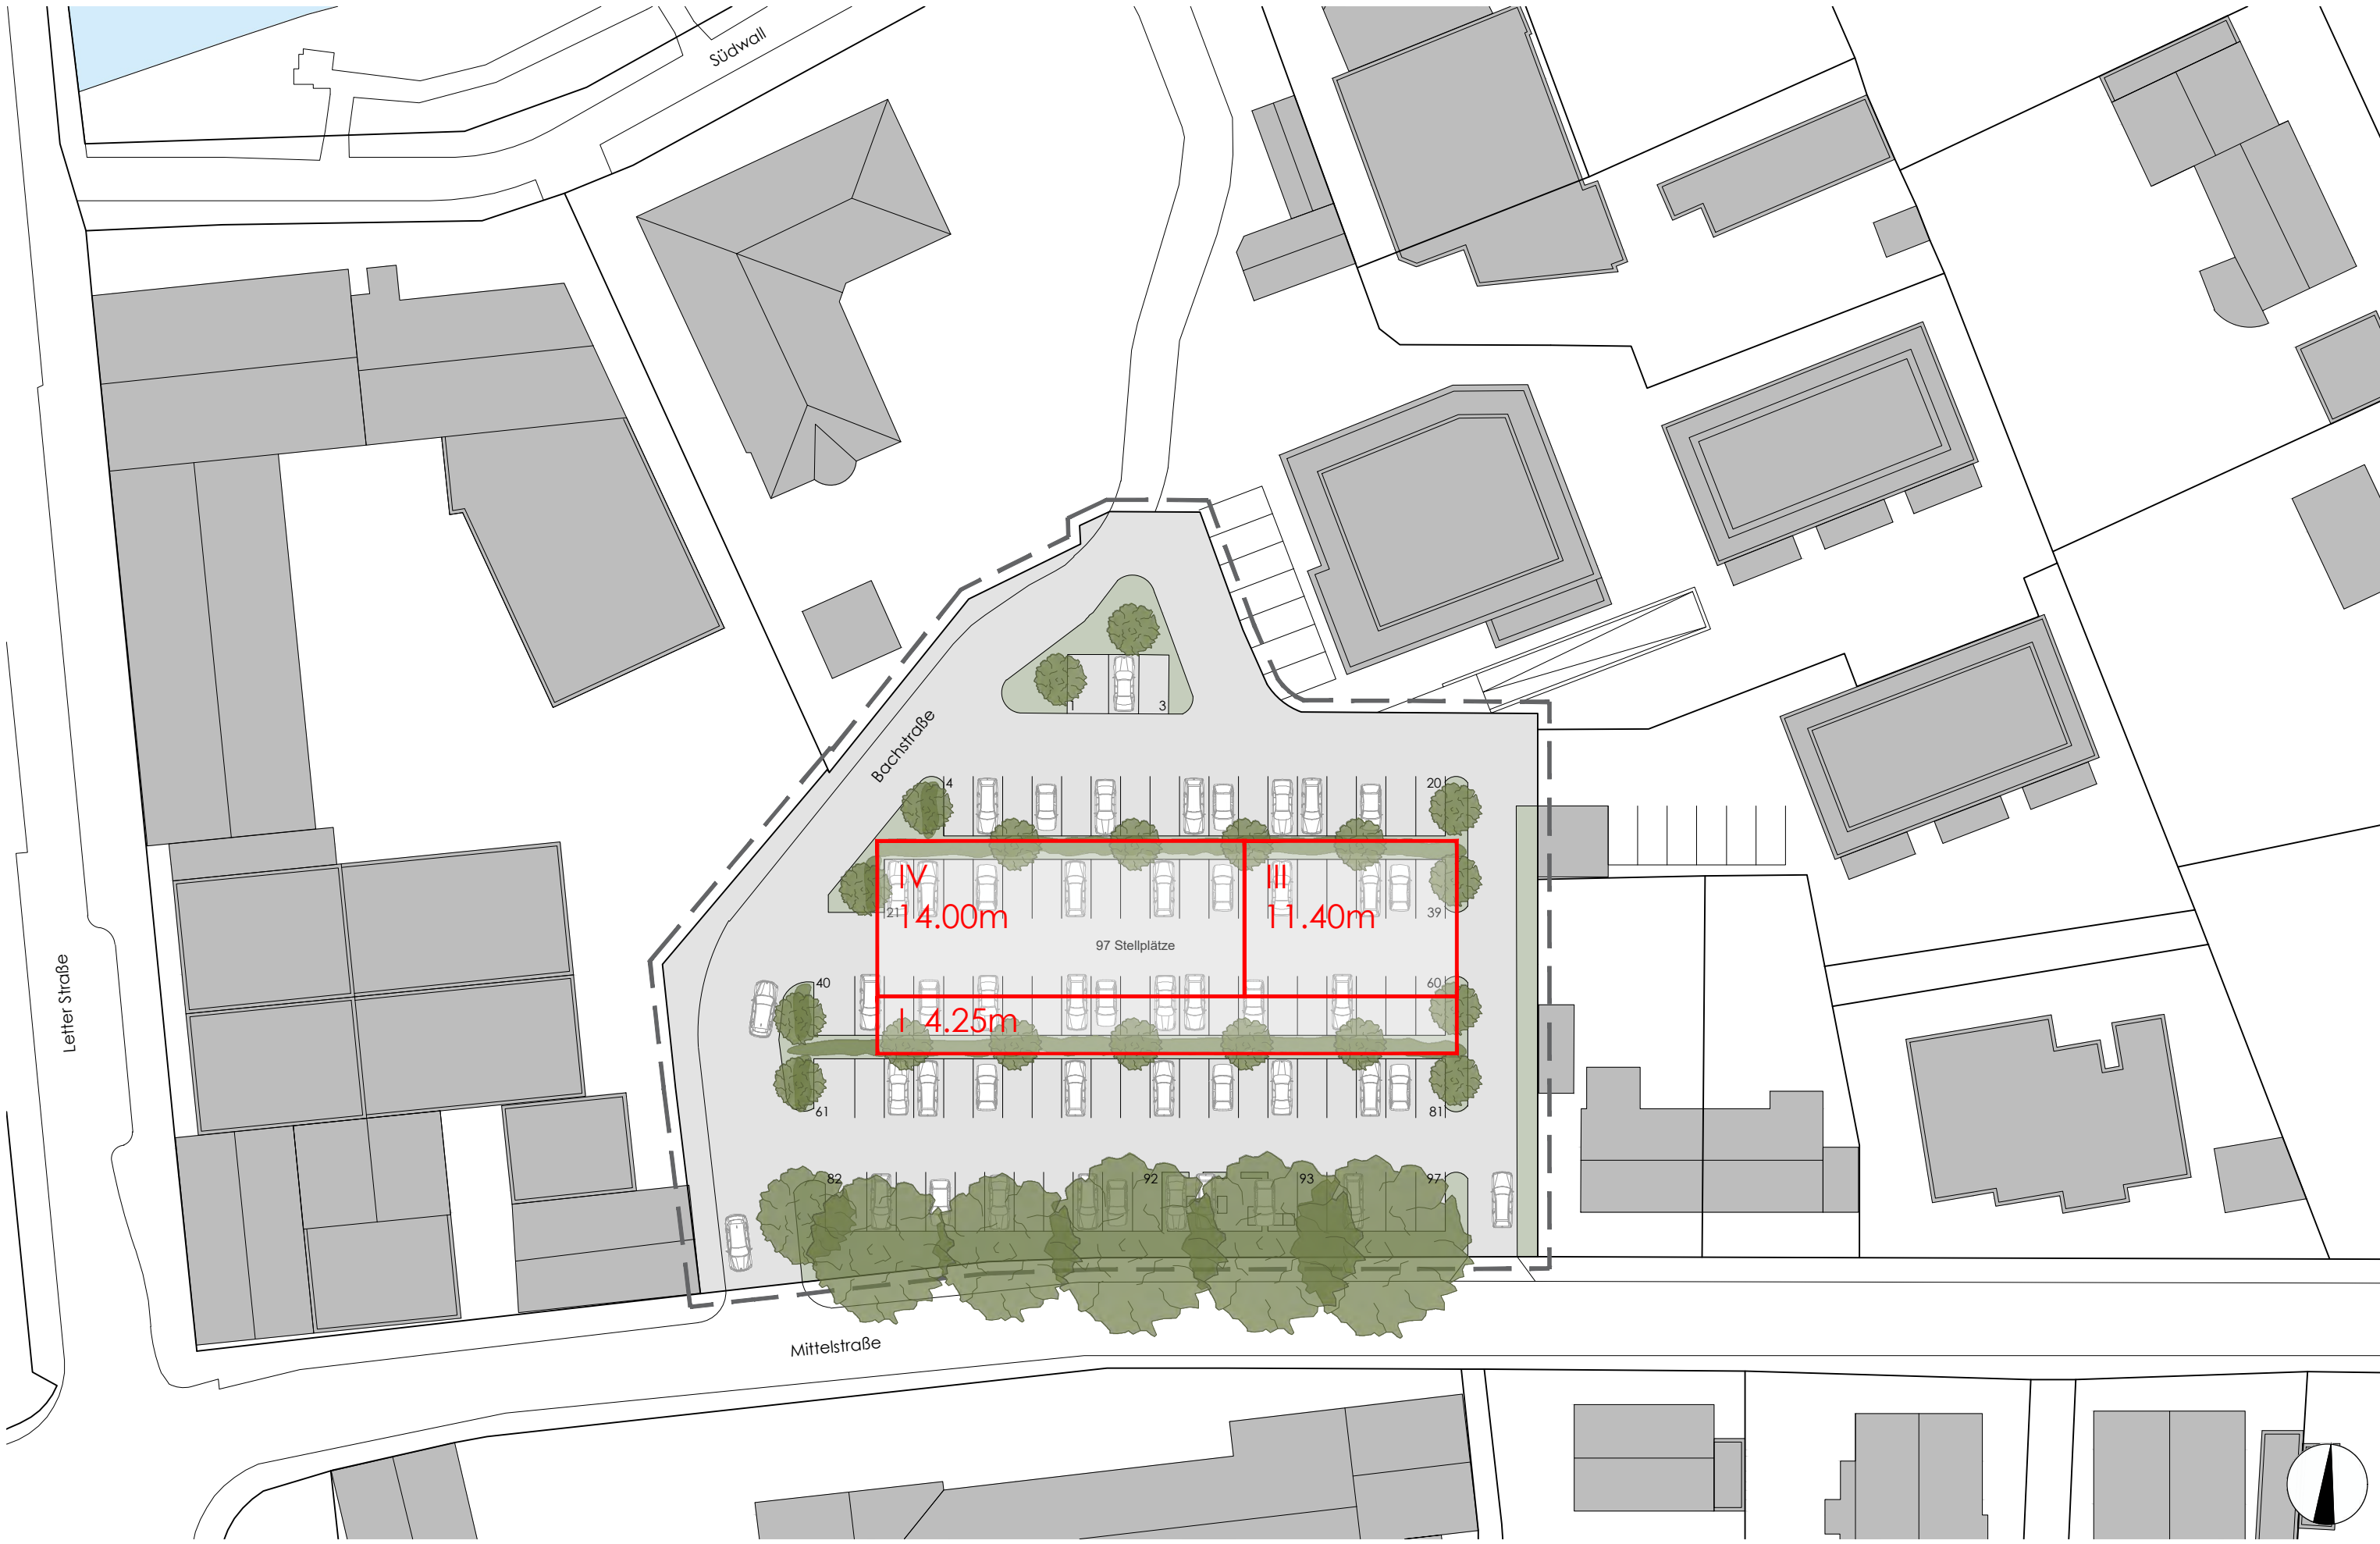 Südwall
1
3
Bachstraße
4
20
IV
III
21
14.00m
11.40m
39
97 Stellplätze
Letter Straße
40
60
I 4.25m
61
81
82
92
93
97
Mittelstraße